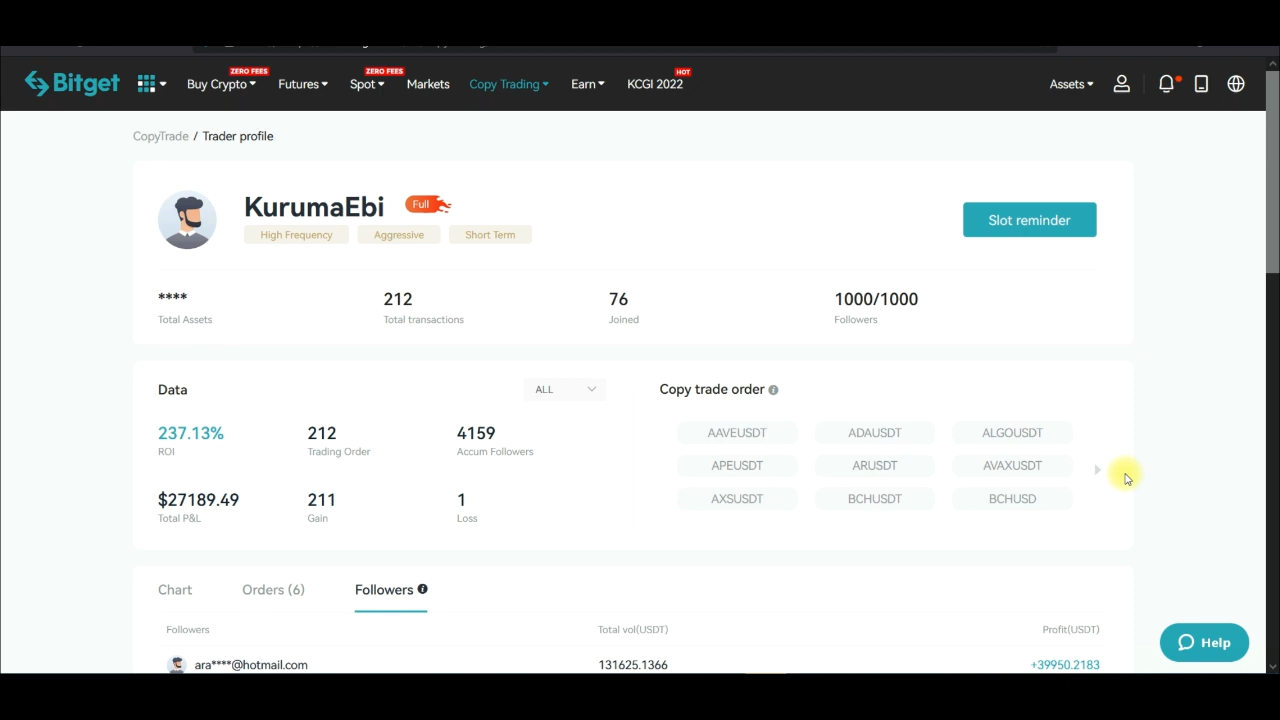 Bitget
Buy Crypto ZERO FEES Futures Spot ZERO FEES Markets Copy Trading Earn KCGI 2022 HOT Assets
CopyTrade / Trader profile
KurumaEbi Full
High Frequency Aggressive Short Term
Slot reminder
**** 212 76 1000/1000
Total Assets Total transactions Joined Followers
Data ALL Copy trade order
237.13% 212 4159 AAVEUSDT ADAUSDT ALGOUSDT
ROI Trading Order Accum Followers
APEUSDT ARUSDT AVAXUSDT
$27189.49 211 1 AXSUSDT BCHUSDT BCHUSD
Total P&L Gain Loss
Chart Orders (6) Followers
Followers Total vol(USDT) Profit(USDT)
ara****@hotmail.com 131625.1366 +39950.2183
Help